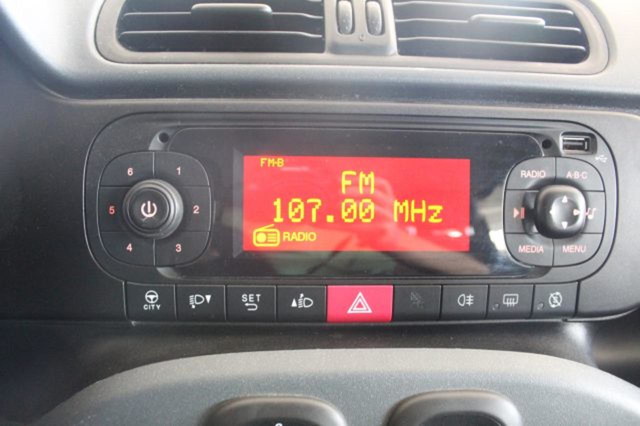 FM-B
FM
107.00 MHz
RADIO
6 1
5 2
4 3
RADIO A·B·C
MEDIA MENU
CITY
SET